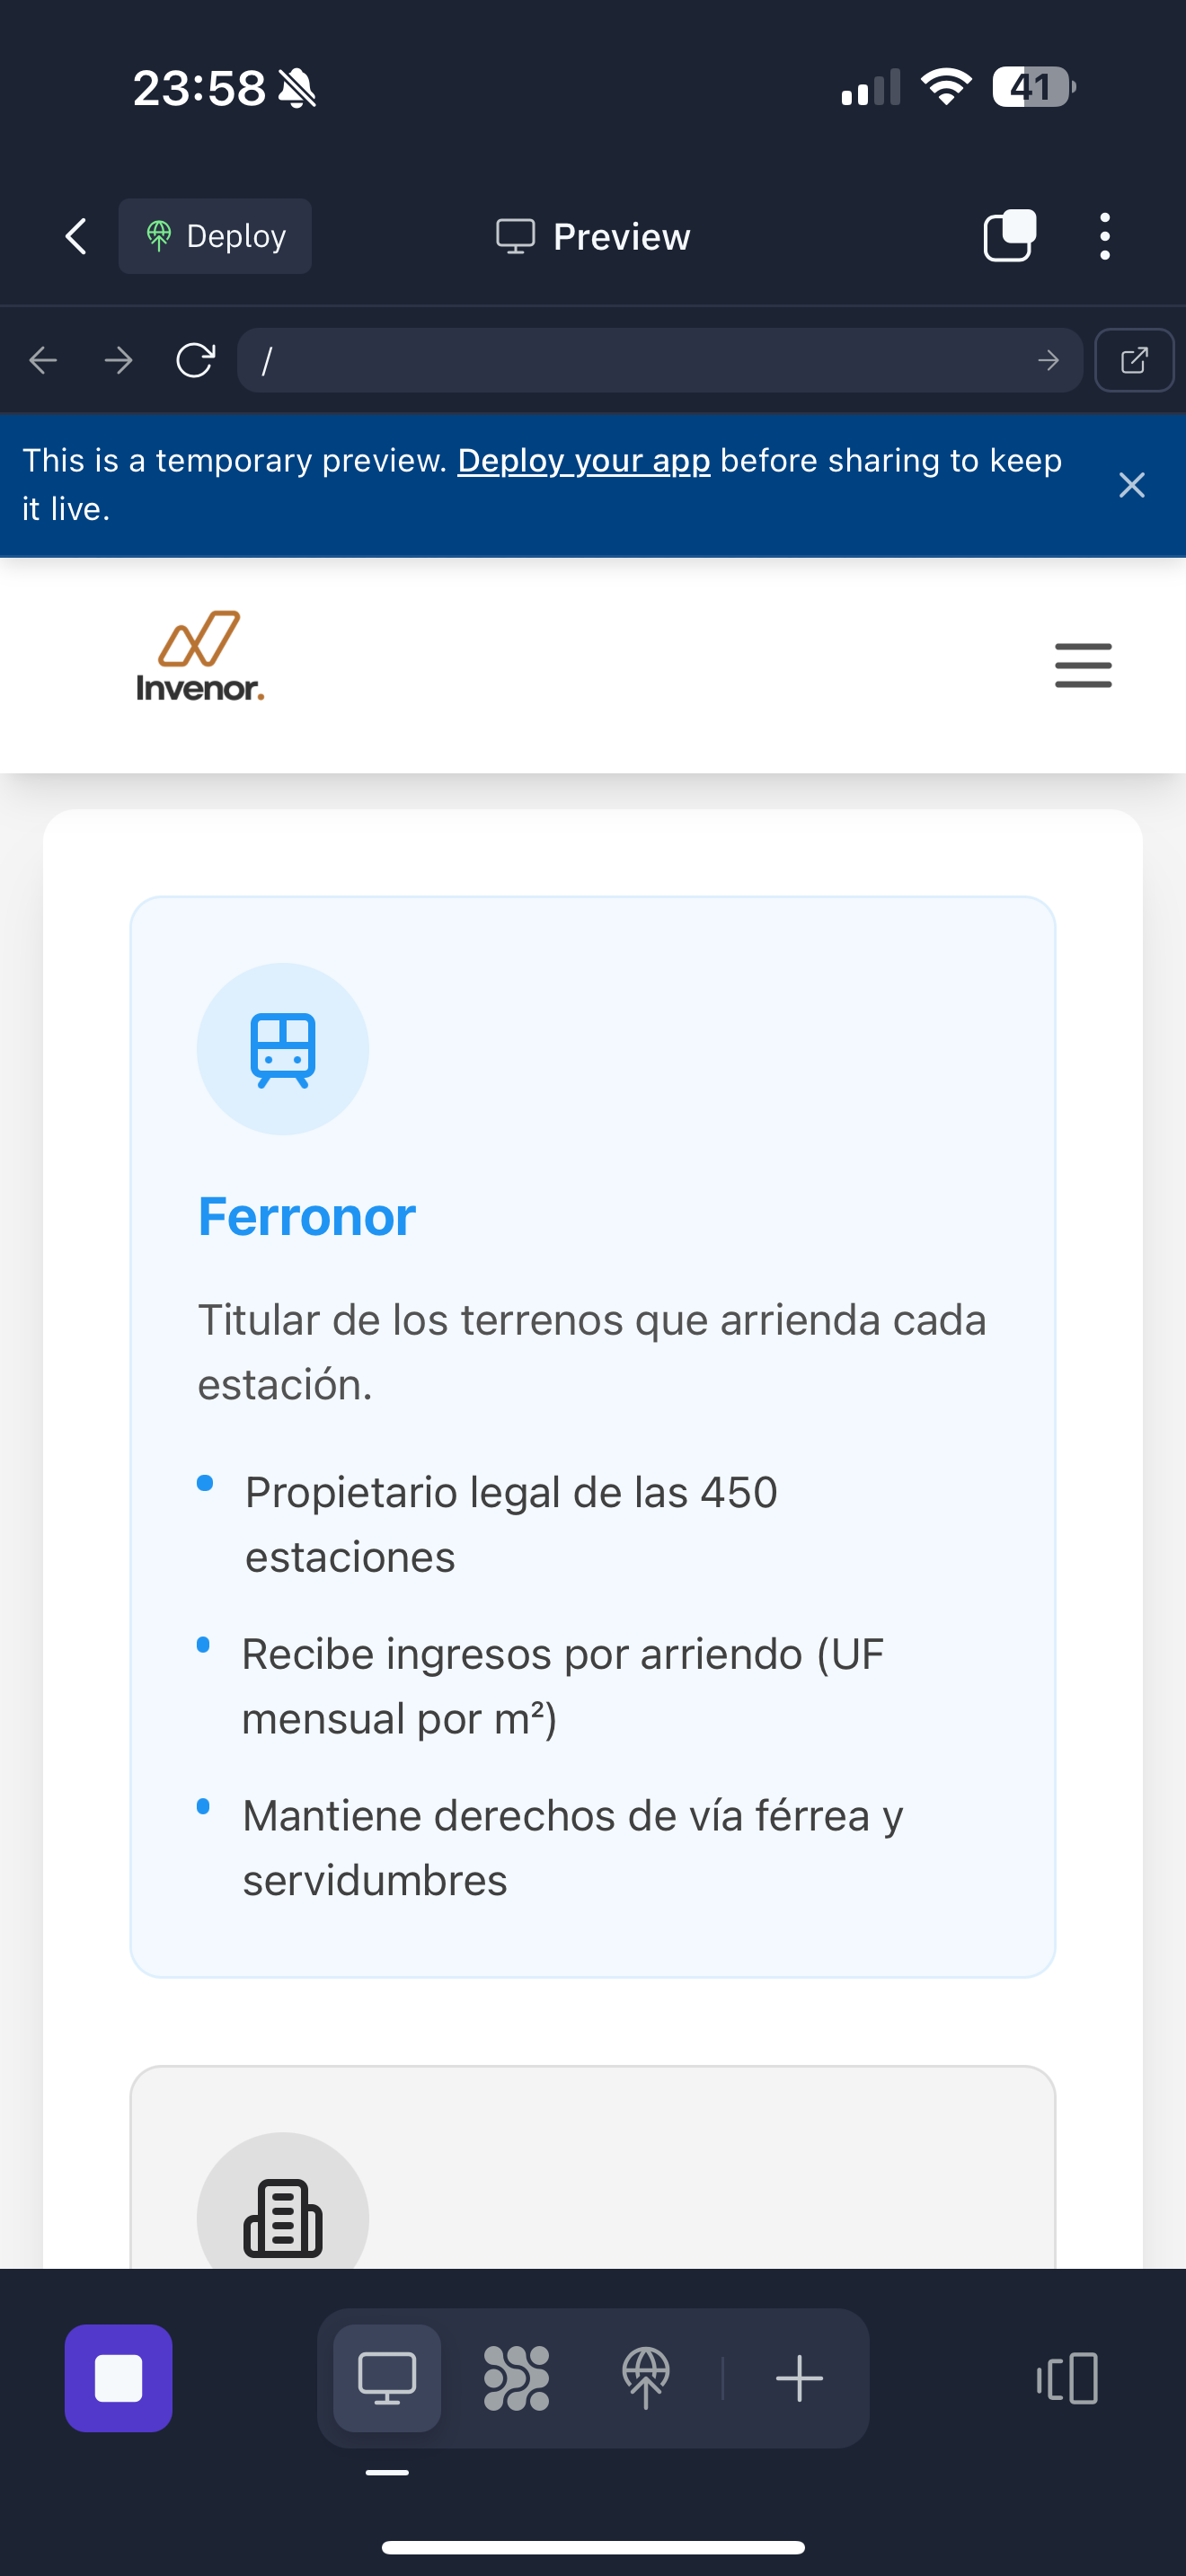 23:58
41
Deploy
Preview
/
This is a temporary preview. Deploy your app before sharing to keep
it live.
Invenor.
Ferronor
Titular de los terrenos que arrienda cada
estación.
Propietario legal de las 450
estaciones
Recibe ingresos por arriendo (UF
mensual por m²)
Mantiene derechos de vía férrea y
servidumbres